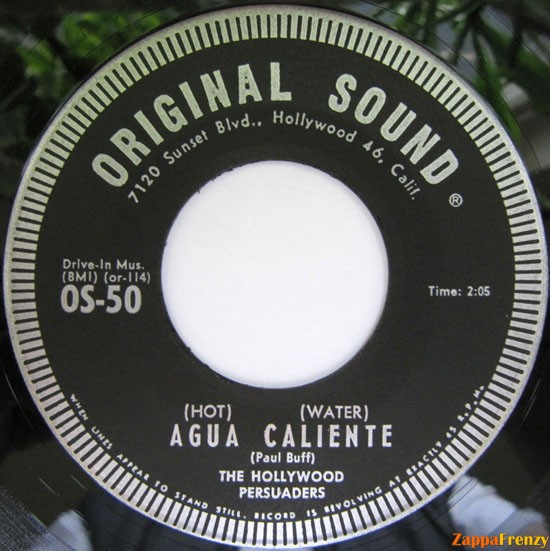 ORIGINAL SOUND ®
7120 Sunset Blvd., Hollywood 46, Calif.
Drive-In Mus.
(BMI) (or-114)
OS-50
Time: 2:05
(HOT) (WATER)
AGUA CALIENTE
(Paul Buff)
THE HOLLYWOOD
PERSUADERS
WHEN LINES APPEAR TO STAND STILL, RECORD IS REVOLVING AT EXACTLY 45 R.P.M.
ZappaFrenzy